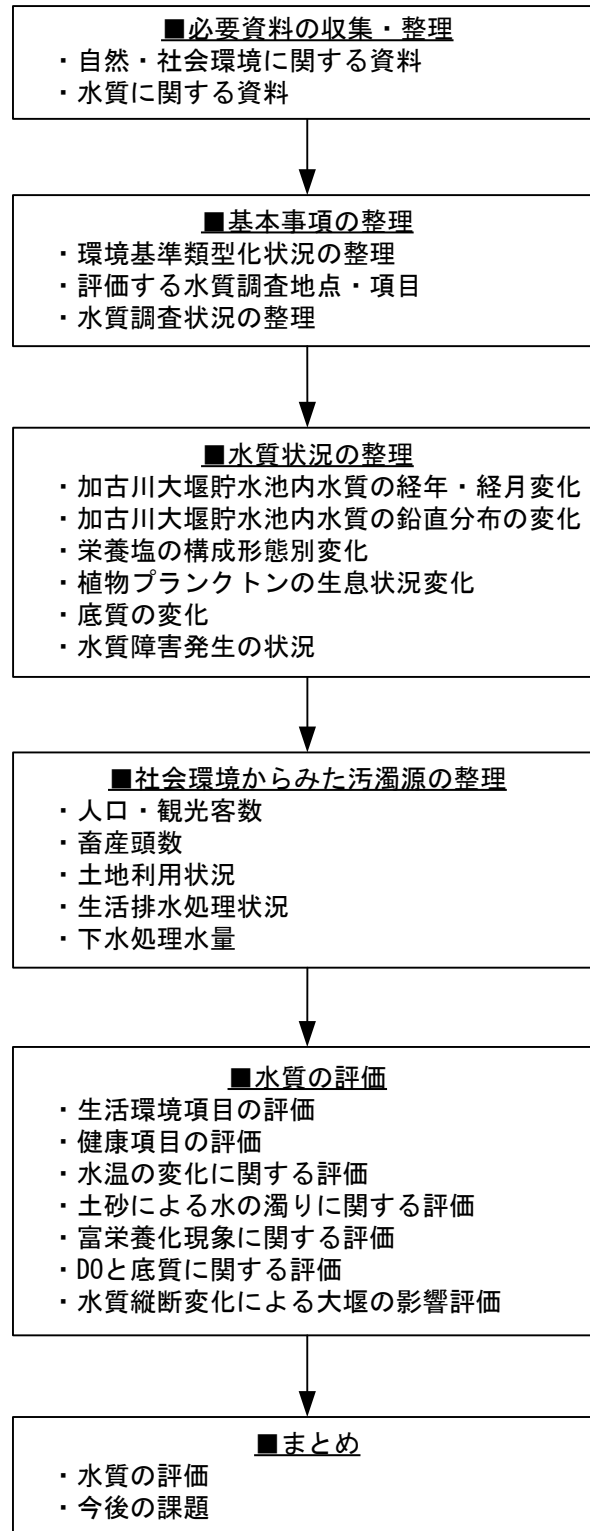 ■必要資料の収集・整理
・自然・社会環境に関する資料
・水質に関する資料
■基本事項の整理
・環境基準類型化状況の整理
・評価する水質調査地点・項目
・水質調査状況の整理
■水質状況の整理
・加古川大堰貯水池内水質の経年・経月変化
・加古川大堰貯水池内水質の鉛直分布の変化
・栄養塩の構成形態別変化
・植物プランクトンの生息状況変化
・底質の変化
・水質障害発生の状況
■社会環境からみた汚濁源の整理
・人口・観光客数
・畜産頭数
・土地利用状況
・生活排水処理状況
・下水処理水量
■水質の評価
・生活環境項目の評価
・健康項目の評価
・水温の変化に関する評価
・土砂による水の濁りに関する評価
・富栄養化現象に関する評価
・DOと底質に関する評価
・水質縦断変化による大堰の影響評価
■まとめ
・水質の評価
・今後の課題